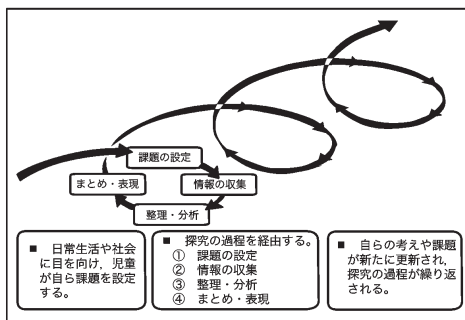 課題の設定
まとめ・表現
情報の収集
整理・分析
■ 日常生活や社会
に目を向け，児童
が自ら課題を設定
する。
■ 探究の過程を経由する。
① 課題の設定
② 情報の収集
③ 整理・分析
④ まとめ・表現
■ 自らの考えや課題
が新たに更新され，
探究の過程が繰り返
される。